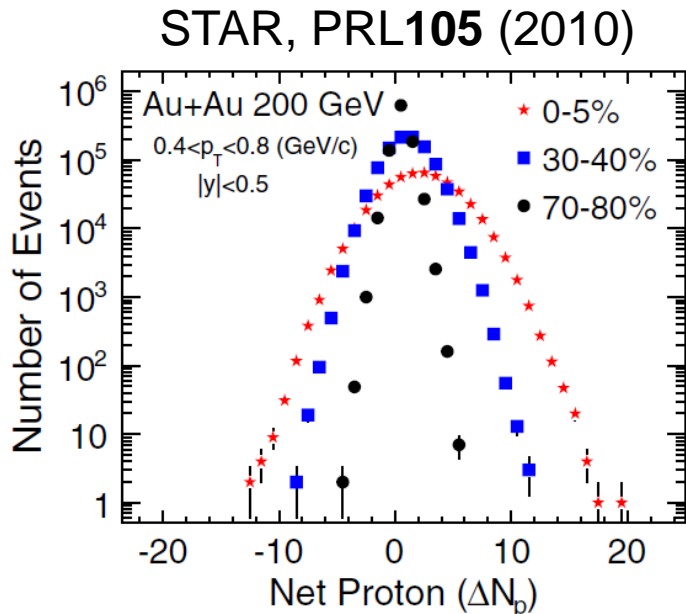 STAR, PRL105 (2010)
Au+Au 200 GeV
0.4<p_T<0.8 (GeV/c)
|y|<0.5
0-5%
30-40%
70-80%
Number of Events
10^6
10^5
10^4
10^3
10^2
10
1
-20 -10 0 10 20
Net Proton (ΔN_p)